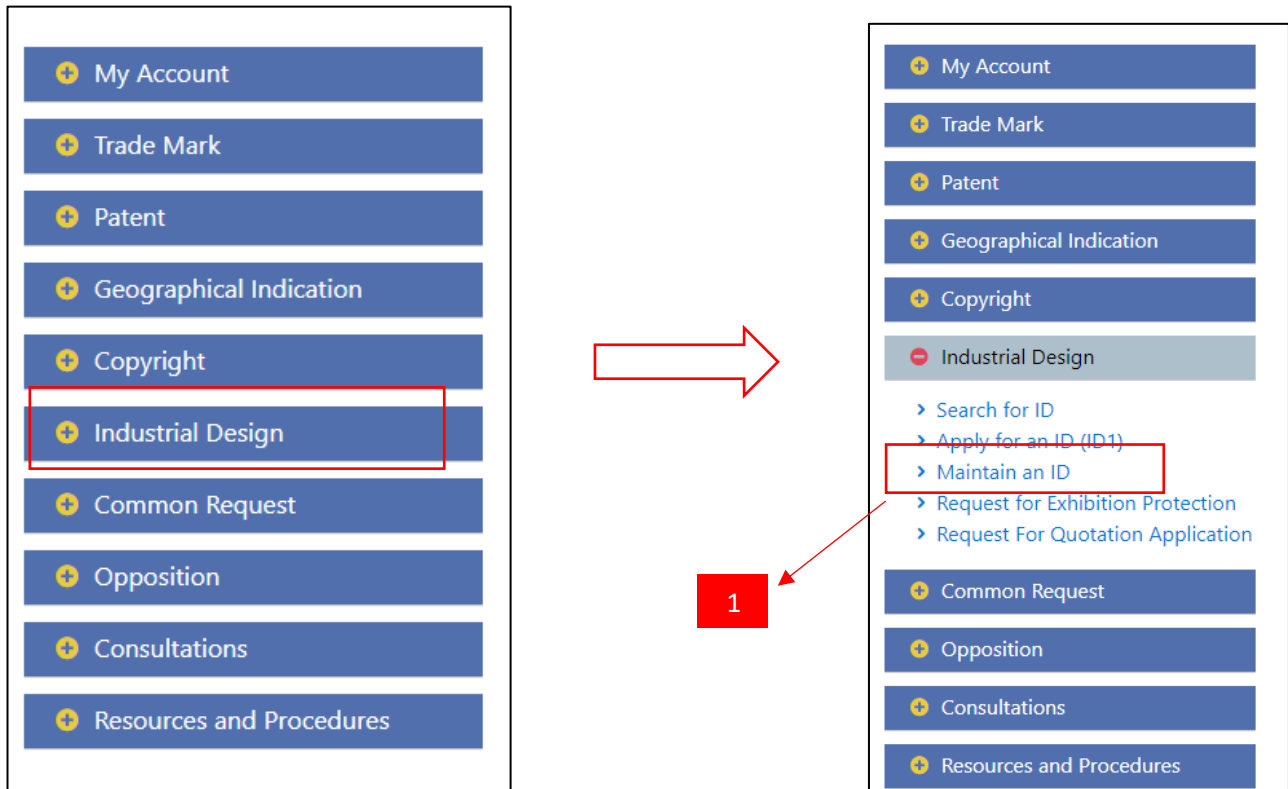 My Account
Trade Mark
Patent
Geographical Indication
Copyright
Industrial Design
Common Request
Opposition
Consultations
Resources and Procedures
My Account
Trade Mark
Patent
Geographical Indication
Copyright
Industrial Design
Search for ID
Apply for an ID (ID1)
Maintain an ID
Request for Exhibition Protection
Request For Quotation Application
1
Common Request
Opposition
Consultations
Resources and Procedures